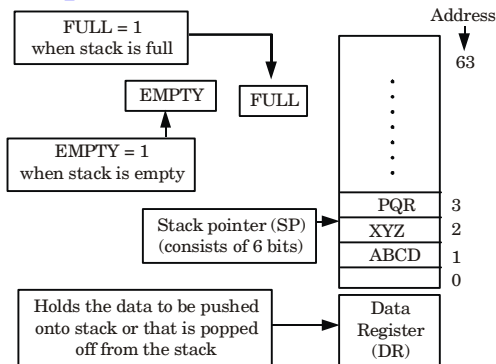 Address
FULL = 1
when stack is full
63
EMPTY
FULL
EMPTY = 1
when stack is empty
PQR 3
Stack pointer (SP)
(consists of 6 bits)
XYZ 2
ABCD 1
0
Holds the data to be pushed
onto stack or that is popped
off from the stack
Data
Register
(DR)